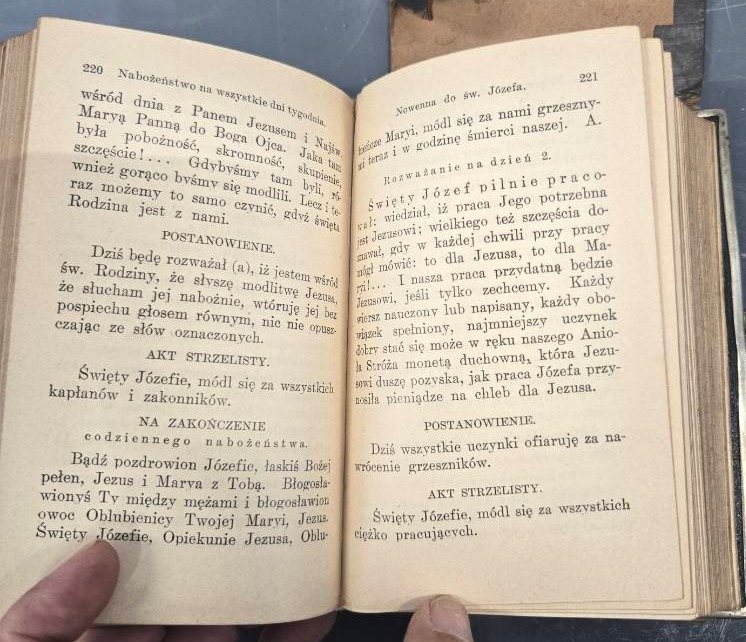 220 Nabożeństwo na wszystkie dni tygodnia.
wśród dnia z Panem Jezusem i Najśw.
Maryą Panną do Boga Ojca. Jaka tam
była pobożność, skromność, skupienie,
szczęście!... Gdybyśmy tam byli, ró-
wnież gorąco byśmy się modlili. Lecz i te-
raz możemy to samo czynić, gdyż święta
Rodzina jest z nami.
POSTANOWIENIE.
Dziś będę rozważał (a), iż jestem wśród
św. Rodziny, że słyszę modlitwę Jezusa,
że słucham jej nabożnie, wtóruję jej bez
pospiechu głosem równym, nic nie opusz-
czając ze słów oznaczonych.
AKT STRZELISTY.
Święty Józefie, módl się za wszystkich
kapłanów i zakonników.
NA ZAKOŃCZENIE
codziennego nabożeństwa.
Bądź pozdrowion Józefie, łaskiś Bożej
pełen, Jezus i Marya z Tobą. Błogosła-
wionyś Ty między mężami i błogosławion
owoc Oblubienicy Twojej Maryi, Jezus.
Święty Józefie, Opiekunie Jezusa, Oblu-
Nowenna do św. Józefa. 221
bieńcze Maryi, módl się za nami grzeszny-
mi teraz i w godzinę śmierci naszej. A.
Rozważanie na dzień 2.
Święty Józef pilnie praco-
wał: wiedział, iż praca Jego potrzebna
jest Jezusowi; wielkiego też szczęścia do-
znawał, gdy w każdej chwili przy pracy
mógł mówić: to dla Jezusa, to dla Ma-
ryi!... I nasza praca przydatną będzie
Jezusowi, jeśli tylko zechcemy. Każdy
wiersz nauczony lub napisany, każdy obo-
wiązek spełniony, najmniejszy uczynek
dobry stać się może w ręku naszego Anio-
ła Stróża monetą duchowną, która Jezu-
sowi duszę pozyska, jak praca Józefa przy-
nosiła pieniądze na chleb dla Jezusa.
POSTANOWIENIE.
Dziś wszystkie uczynki ofiaruję za na-
wrócenie grzeszników.
AKT STRZELISTY.
Święty Józefie, módl się za wszystkich
ciężko pracujących.